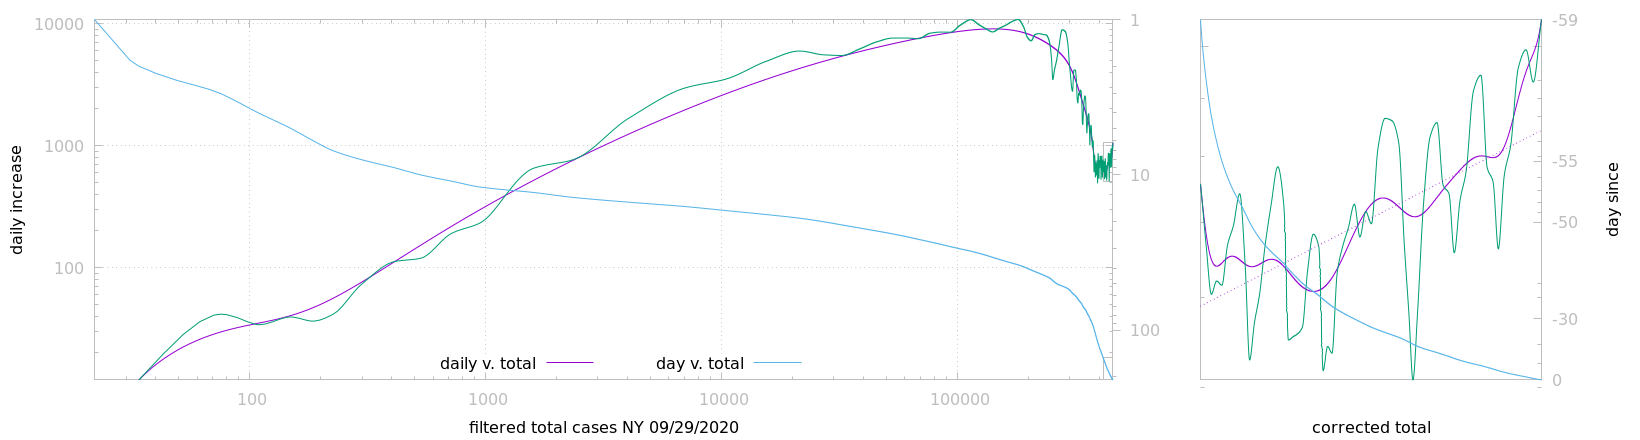 10000
1000
100
daily increase
100
1000
10000
100000
filtered total cases NY 09/29/2020
daily v. total
day v. total
1
10
100
-59
-55
-50
-30
0
day since
corrected total